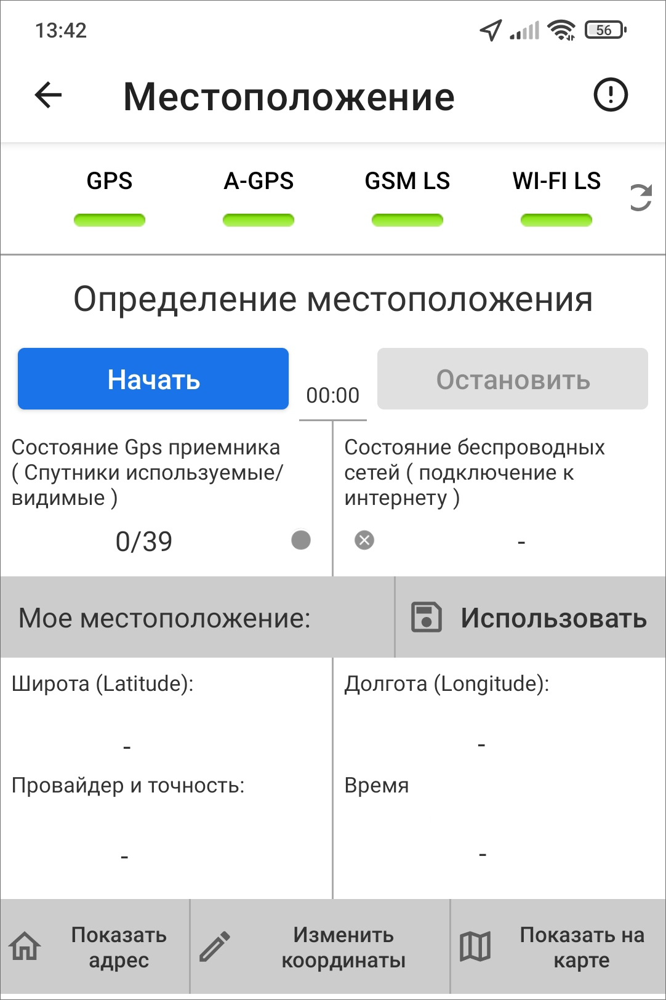 13:42
56
Местоположение
GPS
A-GPS
GSM LS
WI-FI LS
Определение местоположения
Начать
00:00
Остановить
Состояние Gps приемника
( Спутники используемые/
видимые )
0/39
Состояние беспроводных
сетей ( подключение к
интернету )
-
Мое местоположение:
Использовать
Широта (Latitude):
-
Долгота (Longitude):
-
Провайдер и точность:
-
Время
-
Показать
адрес
Изменить
координаты
Показать на
карте